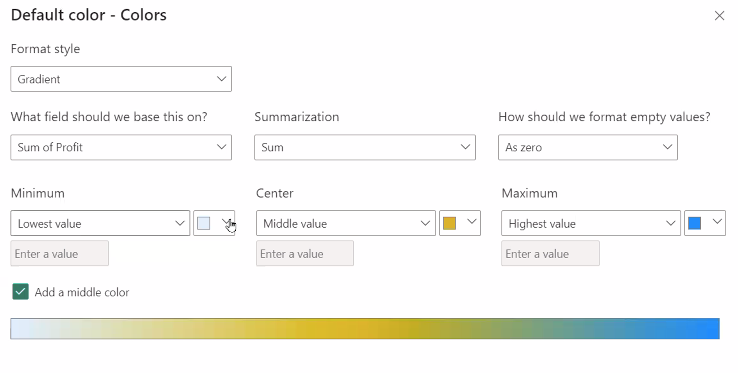 Default color - Colors
Format style
Gradient
What field should we base this on? Summarization How should we format empty values?
Sum of Profit Sum As zero
Minimum Center Maximum
Lowest value Middle value Highest value
Enter a value Enter a value Enter a value
Add a middle color